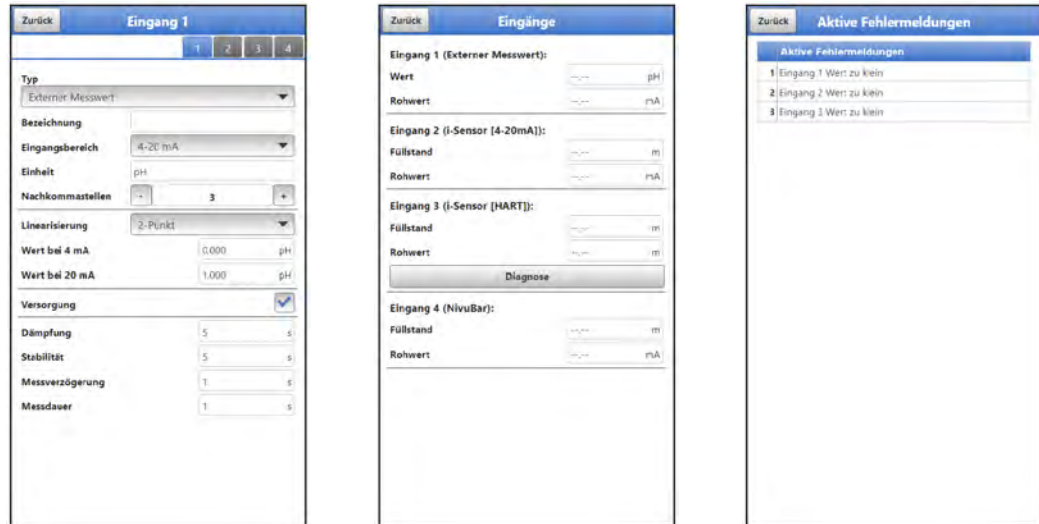 Zurück Eingang 1
1 2 3 4
Typ
Externer Messwert
Bezeichnung
Eingangsbereich 4-20 mA
Einheit pH
Nachkommastellen - 3 +
Linearisierung 2-Punkt
Wert bei 4 mA 0.000 pH
Wert bei 20 mA 1.000 pH
Versorgung
Dämpfung 5 s
Stabilität 5 s
Messverzögerung 1 s
Messdauer 1 s
Zurück Eingänge
Eingang 1 (Externer Messwert):
Wert --.-- pH
Rohwert --.-- mA
Eingang 2 (i-Sensor [4-20mA]):
Füllstand --.-- m
Rohwert --.-- mA
Eingang 3 (i-Sensor [HART]):
Füllstand --.-- m
Rohwert --.-- m
Diagnose
Eingang 4 (NivuBar):
Füllstand --.-- m
Rohwert --.-- mA
Zurück Aktive Fehlermeldungen
Aktive Fehlermeldungen
1 Eingang 1 Wert zu klein
2 Eingang 2 Wert zu klein
3 Eingang 3 Wert zu klein